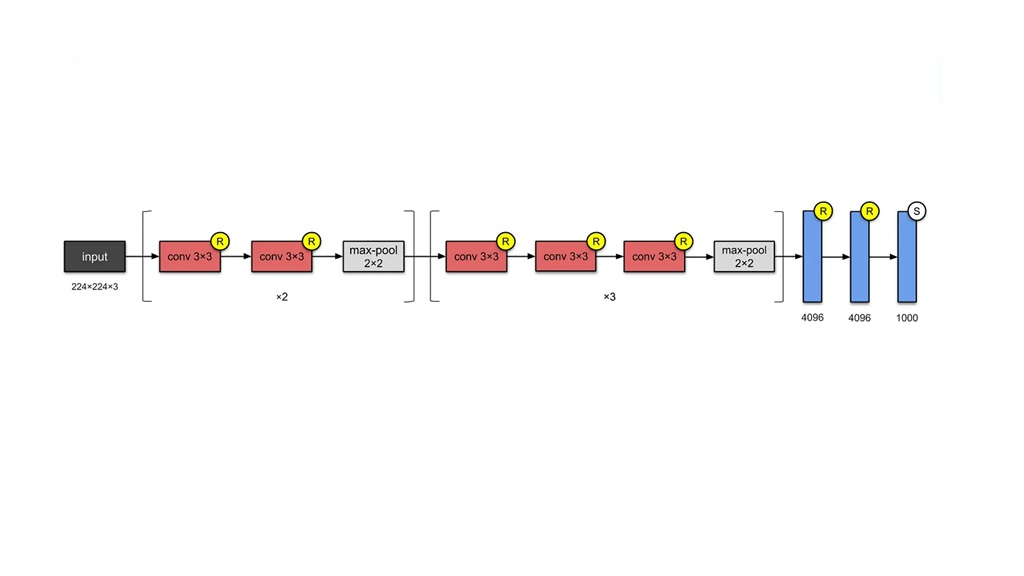 R
R
R
R
R
R
R
S
input
conv 3×3
conv 3×3
max-pool
2×2
conv 3×3
conv 3×3
conv 3×3
max-pool
2×2
224×224×3
×2
×3
4096
4096
1000